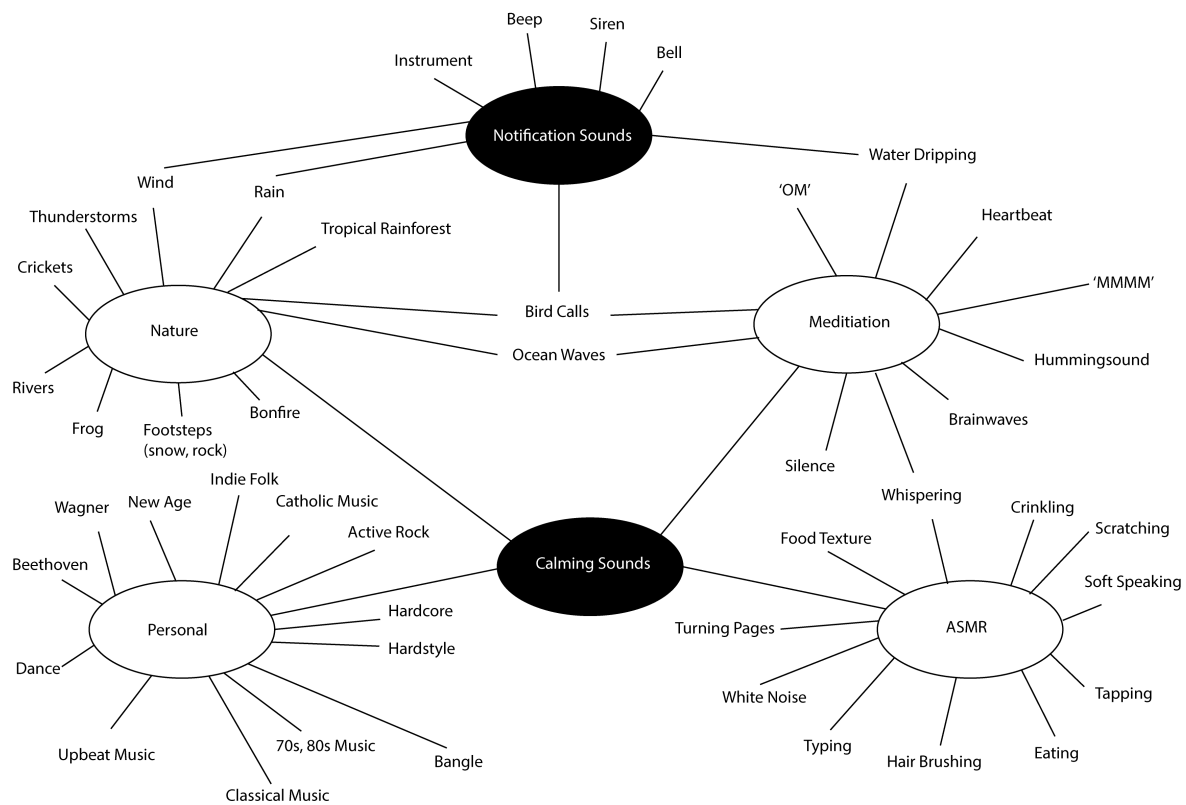 Beep
Siren
Bell
Instrument
Notification Sounds
Water Dripping
Wind
Rain
'OM'
Thunderstorms
Tropical Rainforest
Heartbeat
Crickets
'MMMM'
Nature
Bird Calls
Meditiation
Ocean Waves
Hummingsound
Rivers
Frog
Footsteps
(snow, rock)
Bonfire
Brainwaves
Silence
Whispering
Indie Folk
Wagner
New Age
Catholic Music
Active Rock
Beethoven
Calming Sounds
Food Texture
Crinkling
Scratching
Soft Speaking
Personal
Hardcore
Hardstyle
Turning Pages
ASMR
Dance
White Noise
Tapping
Upbeat Music
70s, 80s Music
Bangle
Classical Music
Typing
Hair Brushing
Eating